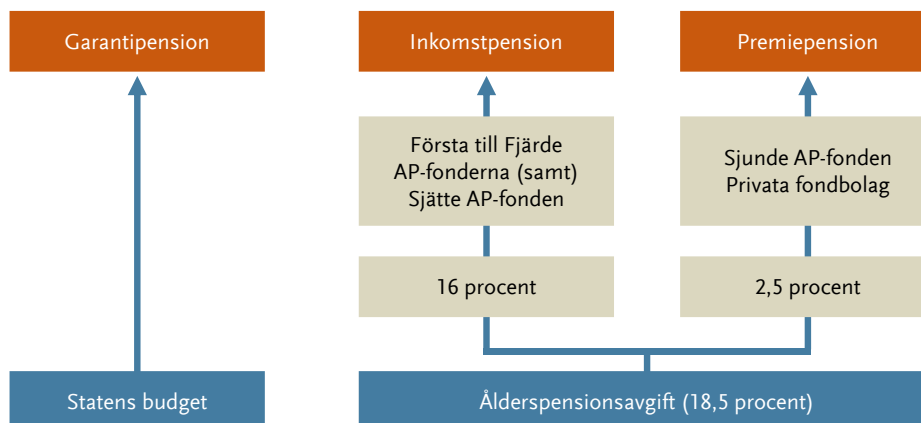 Garantipension
Inkomstpension
Premiepension
Första till Fjärde
AP-fonderna (samt)
Sjätte AP-fonden
Sjunde AP-fonden
Privata fondbolag
16 procent
2,5 procent
Statens budget
Ålderspensionsavgift (18,5 procent)